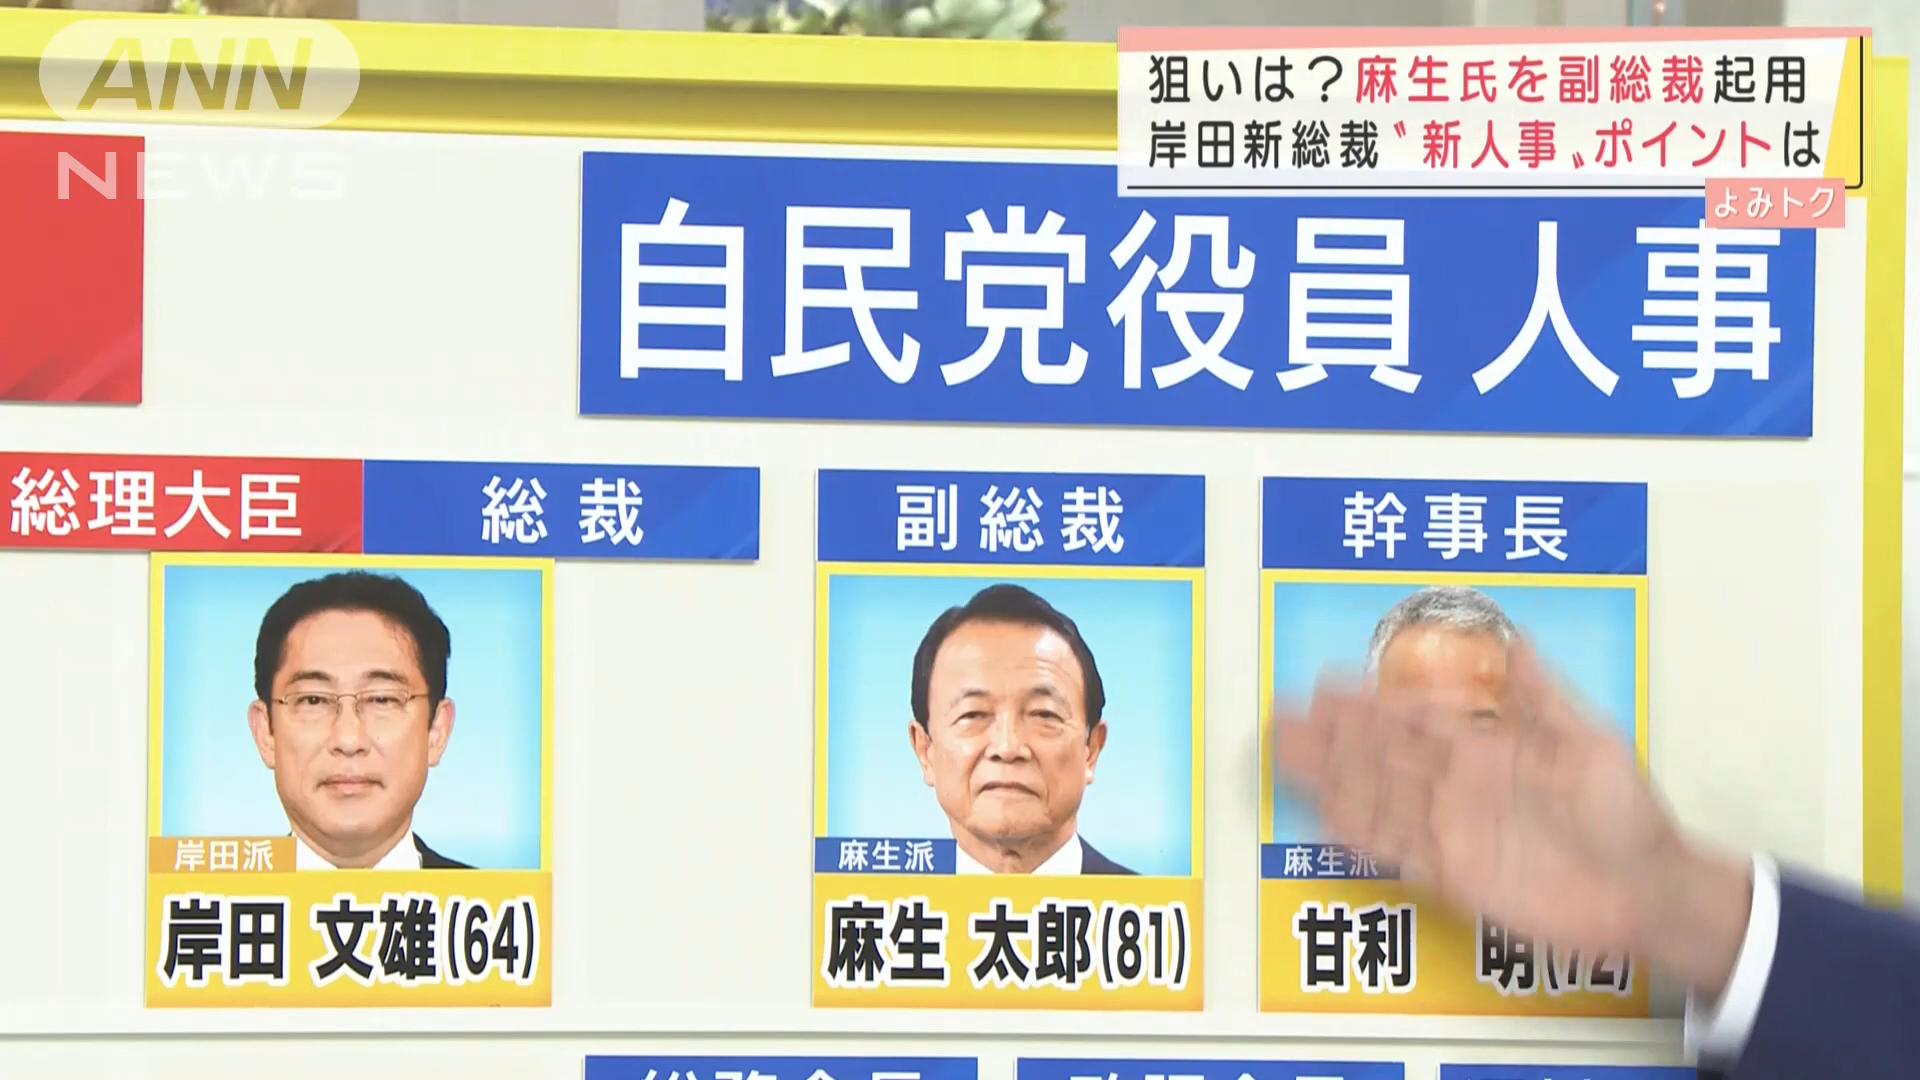 ANN
NEWS
狙いは？麻生氏を副総裁起用
岸田新総裁〝新人事〟ポイントは
よみトク
自民党役員人事
総理大臣
総裁
副総裁
幹事長
岸田派
麻生派
麻生派
岸田 文雄(64)
麻生 太郎(81)
甘利 明(72)